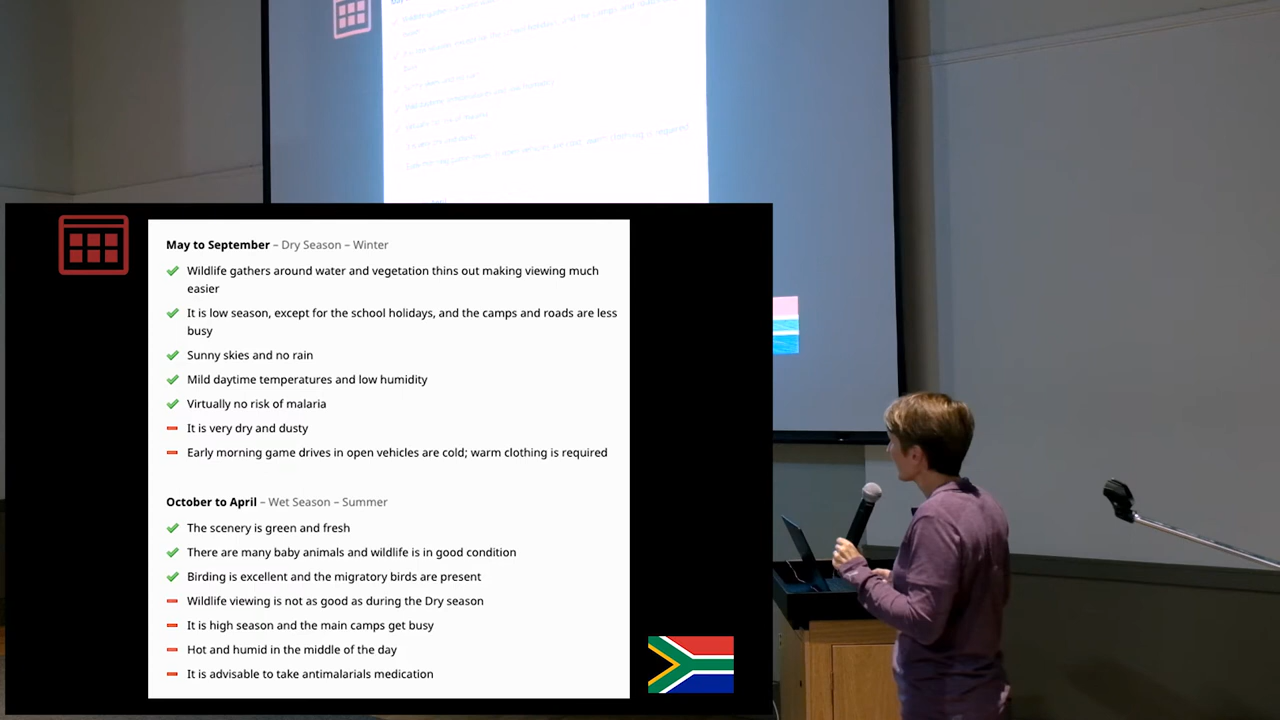 May to September – Dry Season – Winter
Wildlife gathers around water and vegetation thins out making viewing much
easier
It is low season, except for the school holidays, and the camps and roads are less
busy
Sunny skies and no rain
Mild daytime temperatures and low humidity
Virtually no risk of malaria
It is very dry and dusty
Early morning game drives in open vehicles are cold; warm clothing is required
October to April – Wet Season – Summer
The scenery is green and fresh
There are many baby animals and wildlife is in good condition
Birding is excellent and the migratory birds are present
Wildlife viewing is not as good as during the Dry season
It is high season and the main camps get busy
Hot and humid in the middle of the day
It is advisable to take antimalarials medication